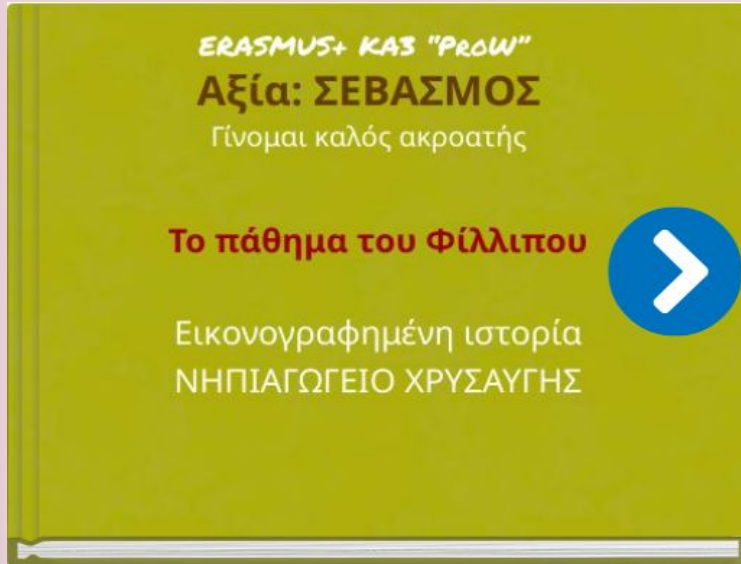 ERASMUS+ KA3 "PROW"
Αξία: ΣΕΒΑΣΜΟΣ
Γίνομαι καλός ακροατής
Το πάθημα του Φίλλιπου
Εικονογραφημένη ιστορία
ΝΗΠΙΑΓΩΓΕΙΟ ΧΡΥΣΑΥΓΗΣ